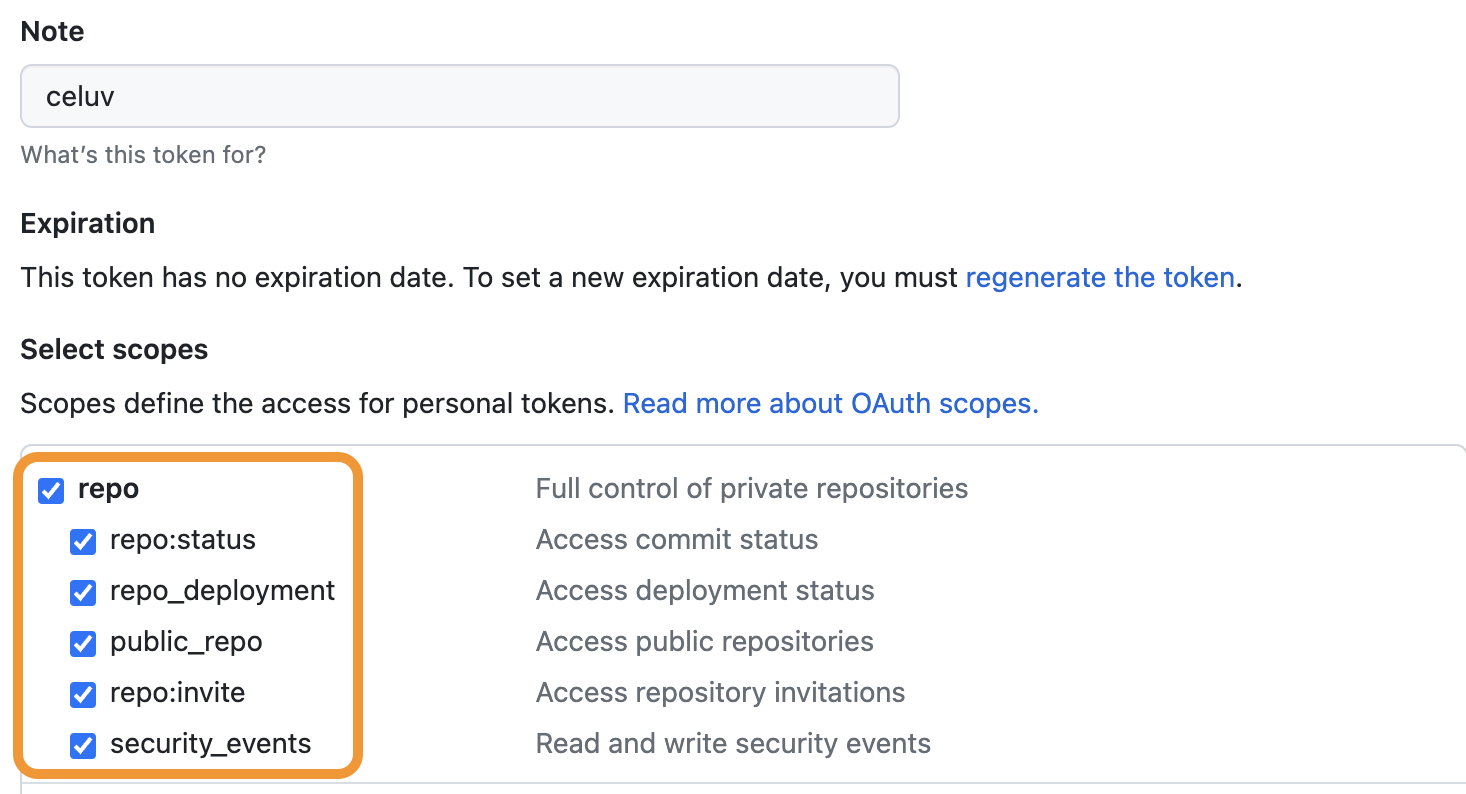 Note
celuv
What's this token for?
Expiration
This token has no expiration date. To set a new expiration date, you must regenerate the token.
Select scopes
Scopes define the access for personal tokens. Read more about OAuth scopes.
repo Full control of private repositories
repo:status Access commit status
repo_deployment Access deployment status
public_repo Access public repositories
repo:invite Access repository invitations
security_events Read and write security events